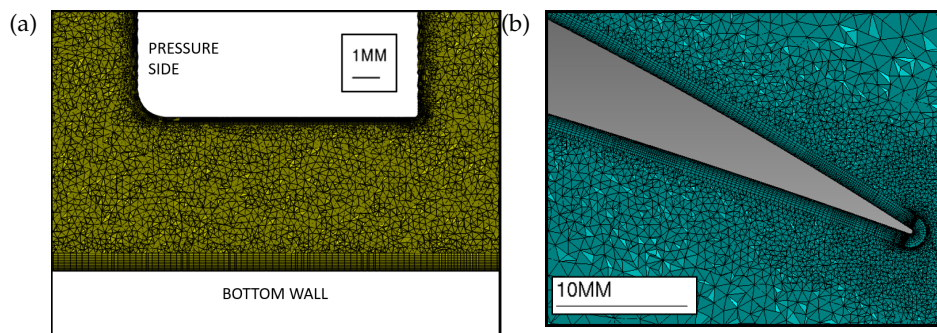 (a)
PRESSURE
SIDE
1MM
BOTTOM WALL
(b)
10MM